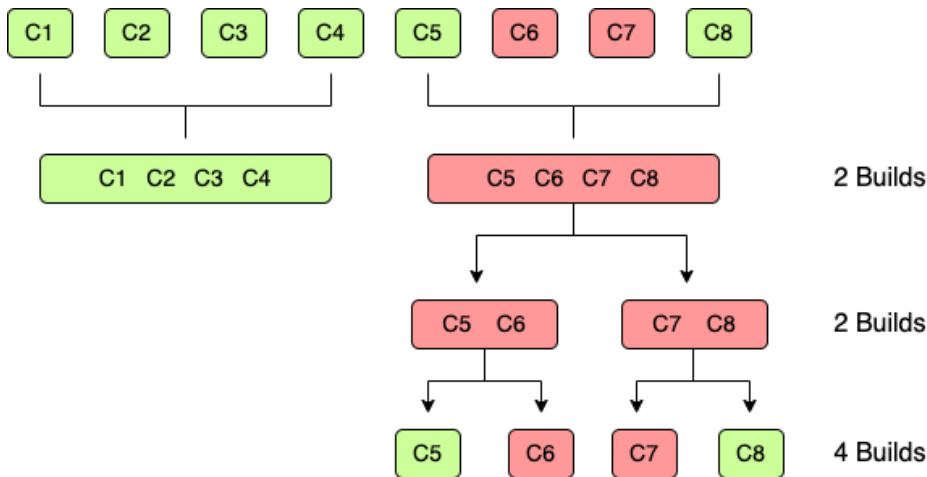 C1 C2 C3 C4 C5 C6 C7 C8
C1 C2 C3 C4 C5 C6 C7 C8 2 Builds
C5 C6 C7 C8 2 Builds
C5 C6 C7 C8 4 Builds